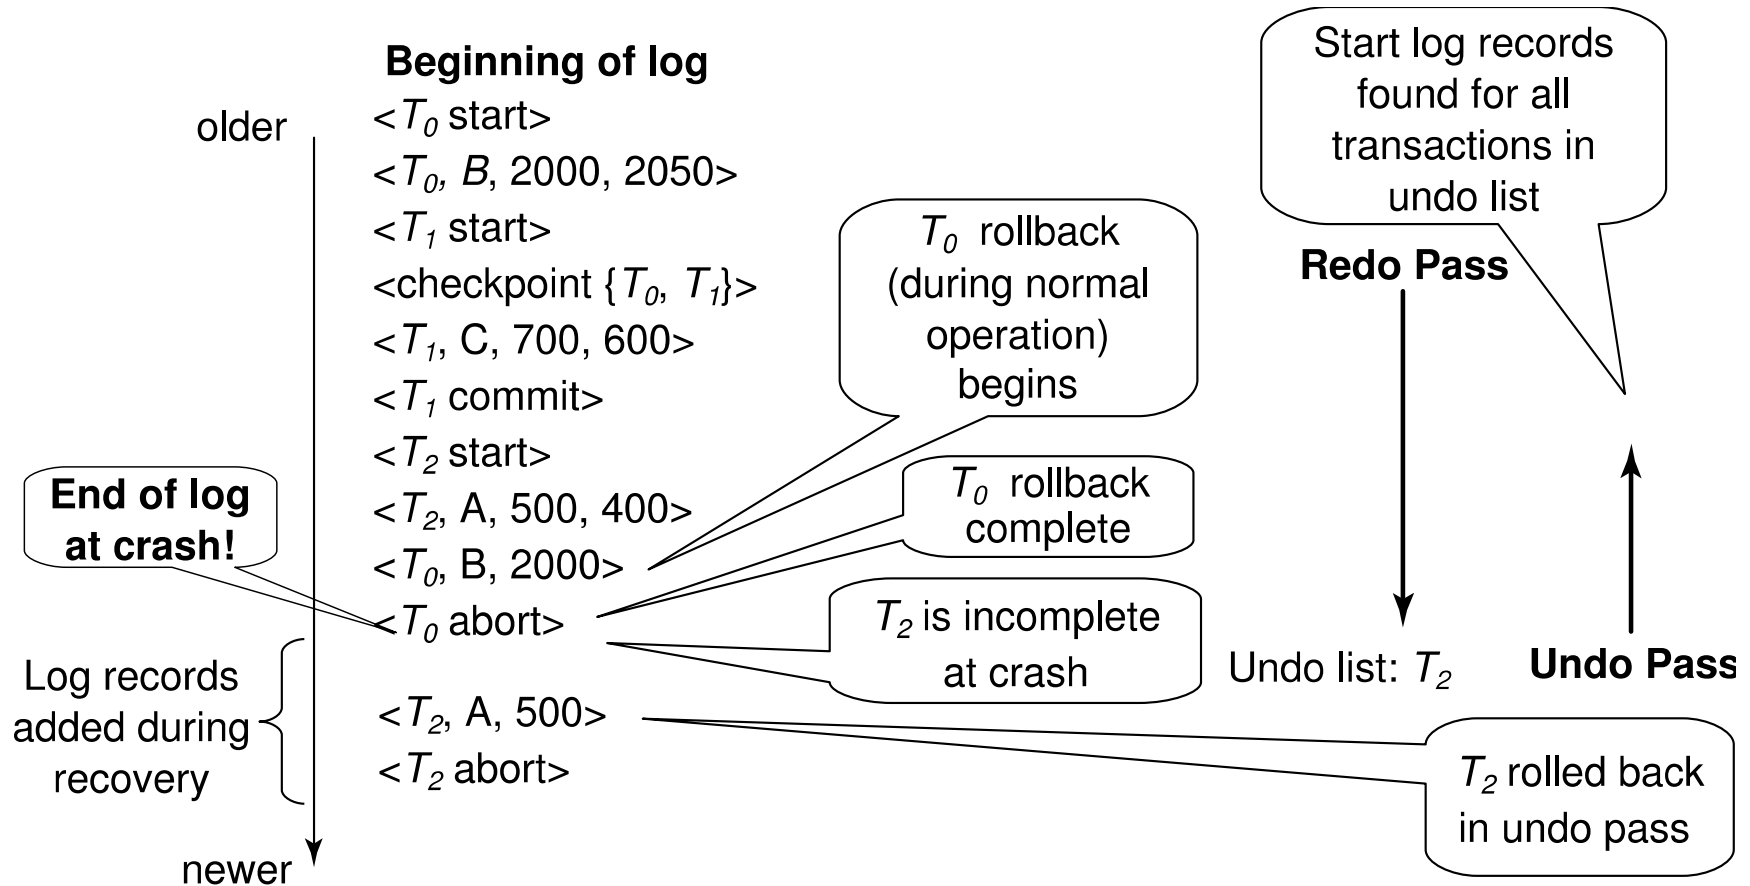 Beginning of log
older
<T0 start>
<T0, B, 2000, 2050>
<T1 start>
<checkpoint {T0, T1}>
<T1, C, 700, 600>
<T1 commit>
<T2 start>
<T2, A, 500, 400>
<T0, B, 2000>
<T0 abort>
<T2, A, 500>
<T2 abort>
newer
End of log
at crash!
Log records
added during
recovery
T0 rollback
(during normal
operation)
begins
T0 rollback
complete
T2 is incomplete
at crash
Start log records
found for all
transactions in
undo list
Redo Pass
Undo list: T2
Undo Pass
T2 rolled back
in undo pass